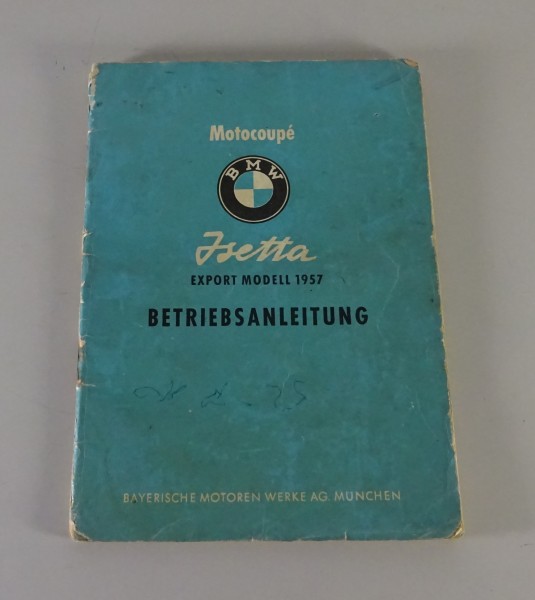 Motocoupé
BMW
Isetta
EXPORT MODELL 1957
BETRIEBSANLEITUNG
BAYERISCHE MOTOREN WERKE AG. MÜNCHEN